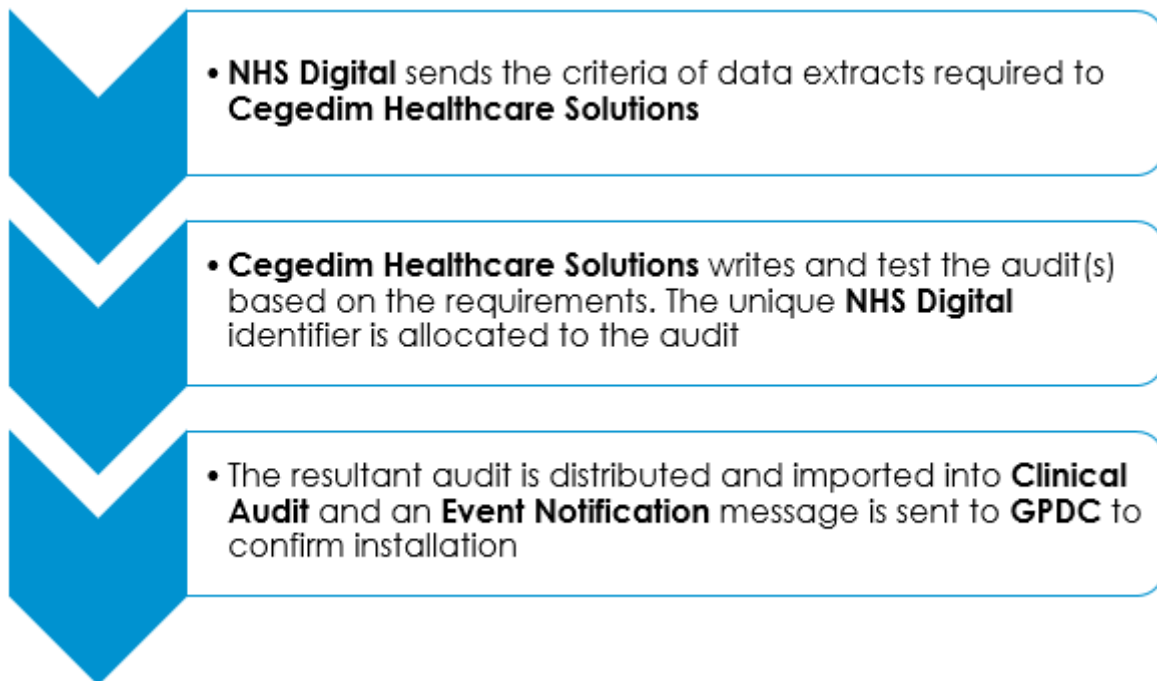 • NHS Digital sends the criteria of data extracts required to
Cegedim Healthcare Solutions
• Cegedim Healthcare Solutions writes and test the audit(s)
based on the requirements. The unique NHS Digital
identifier is allocated to the audit
• The resultant audit is distributed and imported into Clinical
Audit and an Event Notification message is sent to GPDC to
confirm installation